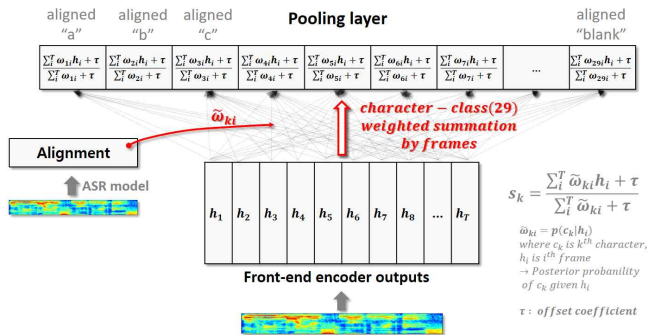 aligned aligned aligned Pooling layer aligned
"a" "b" "c" "blank"
∑ᵢᵀ ω₁ᵢhᵢ + τ / ∑ᵢᵀ ω₁ᵢ + τ
∑ᵢᵀ ω₂ᵢhᵢ + τ / ∑ᵢᵀ ω₂ᵢ + τ
∑ᵢᵀ ω₃ᵢhᵢ + τ / ∑ᵢᵀ ω₃ᵢ + τ
∑ᵢᵀ ω₄ᵢhᵢ + τ / ∑ᵢᵀ ω₄ᵢ + τ
∑ᵢᵀ ω₅ᵢhᵢ + τ / ∑ᵢᵀ ω₅ᵢ + τ
∑ᵢᵀ ω₆ᵢhᵢ + τ / ∑ᵢᵀ ω₆ᵢ + τ
∑ᵢᵀ ω₇ᵢhᵢ + τ / ∑ᵢᵀ ω₇ᵢ + τ
...
∑ᵢᵀ ω₂₉ᵢhᵢ + τ / ∑ᵢᵀ ω₂₉ᵢ + τ
ω̃ₖᵢ
character − class(29)
weighted summation
by frames
Alignment
ASR model
h₁ h₂ h₃ h₄ h₅ h₆ h₇ h₈ ... h_T
Front-end encoder outputs
sₖ = ∑ᵢᵀ ω̃ₖᵢhᵢ + τ / ∑ᵢᵀ ω̃ₖᵢ + τ
ω̃ₖᵢ = p(cₖ|hᵢ)
where cₖ is kᵗʰ character,
hᵢ is iᵗʰ frame
→ Posterior probanility
of cₖ given hᵢ
τ : offset coefficient